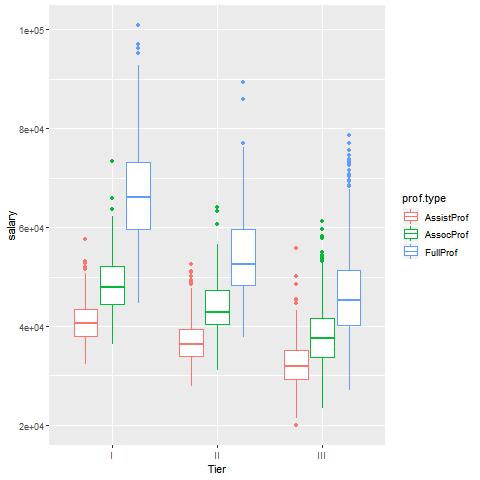 1e+05
8e+04
6e+04
4e+04
2e+04
salary
I
II
III
Tier
prof.type
AssistProf
AssocProf
FullProf